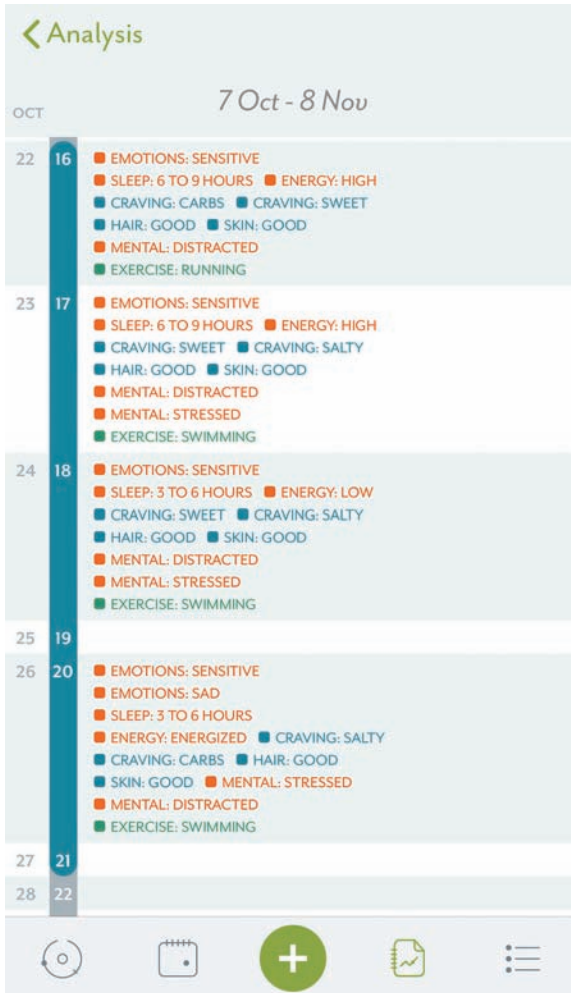 Analysis
7 Oct - 8 Nov
OCT
22 16 EMOTIONS: SENSITIVE
SLEEP: 6 TO 9 HOURS ENERGY: HIGH
CRAVING: CARBS CRAVING: SWEET
HAIR: GOOD SKIN: GOOD
MENTAL: DISTRACTED
EXERCISE: RUNNING
23 17 EMOTIONS: SENSITIVE
SLEEP: 6 TO 9 HOURS ENERGY: HIGH
CRAVING: SWEET CRAVING: SALTY
HAIR: GOOD SKIN: GOOD
MENTAL: DISTRACTED
MENTAL: STRESSED
EXERCISE: SWIMMING
24 18 EMOTIONS: SENSITIVE
SLEEP: 3 TO 6 HOURS ENERGY: LOW
CRAVING: SWEET CRAVING: SALTY
HAIR: GOOD SKIN: GOOD
MENTAL: DISTRACTED
MENTAL: STRESSED
EXERCISE: SWIMMING
25 19
26 20 EMOTIONS: SENSITIVE
EMOTIONS: SAD
SLEEP: 3 TO 6 HOURS
ENERGY: ENERGIZED CRAVING: SALTY
CRAVING: CARBS HAIR: GOOD
SKIN: GOOD MENTAL: STRESSED
MENTAL: DISTRACTED
EXERCISE: SWIMMING
27 21
28 22